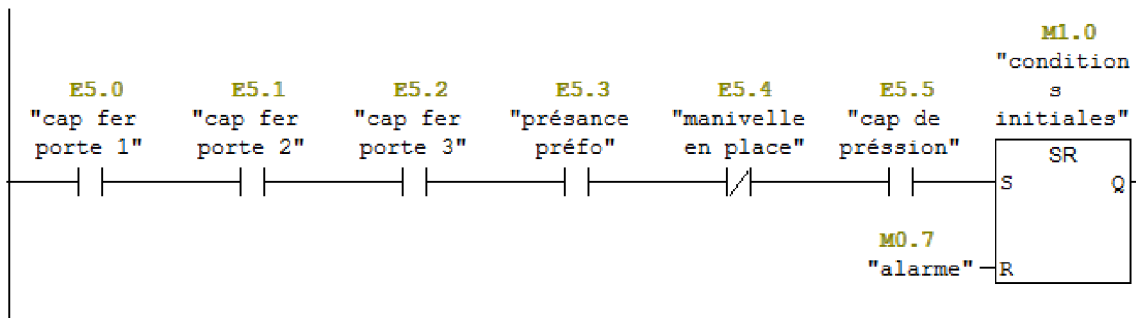 M1.0
"condition
s
initiales"
E5.0
"cap fer
porte 1"
E5.1
"cap fer
porte 2"
E5.2
"cap fer
porte 3"
E5.3
"présance
préfo"
E5.4
"manivelle
en place"
E5.5
"cap de
préssion"
SR
S
Q
M0.7
"alarme"
R